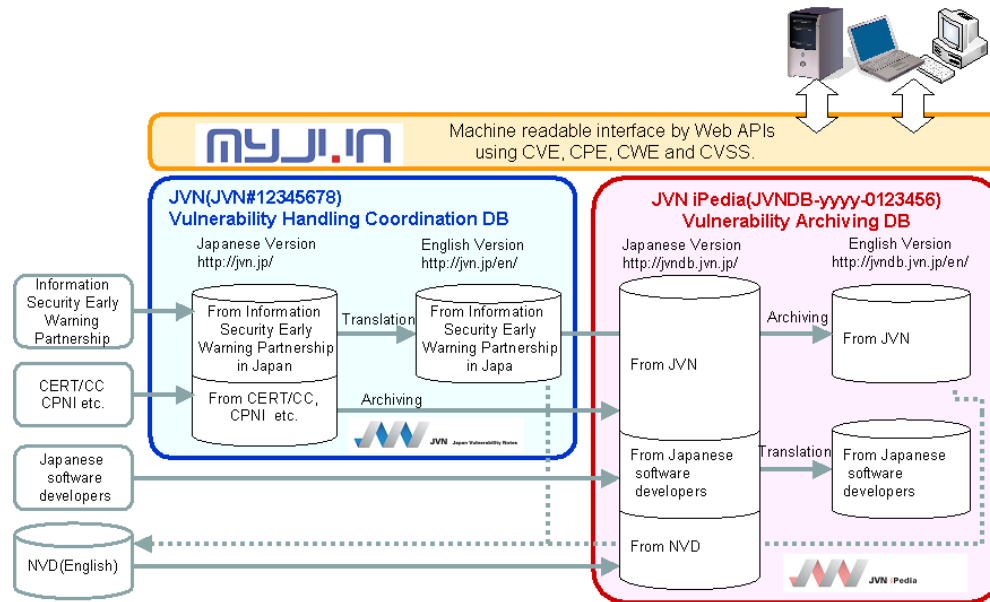 MYJVN
Machine readable interface by Web APIs
using CVE, CPE, CWE and CVSS.
JVN(JVN#12345678)
Vulnerability Handling Coordination DB
Japanese Version
http://jvn.jp/
English Version
http://jvn.jp/en/
JVN iPedia(JVNDB-yyyy-0123456)
Vulnerability Archiving DB
Japanese Version
http://jvndb.jvn.jp/
English Version
http://jvndb.jvn.jp/en/
Information
Security Early
Warning
Partnership
From Information
Security Early
Warning Partnership
in Japan
Translation
From Information
Security Early
Warning Partnership
in Japa
From JVN
Archiving
From JVN
CERT/CC
CPNI etc.
From CERT/CC,
CPNI etc.
Archiving
JVN Japan Vulnerability Notes
Japanese
software
developers
From Japanese
software
developers
Translation
From Japanese
software
developers
NVD(English)
From NVD
JVN iPedia